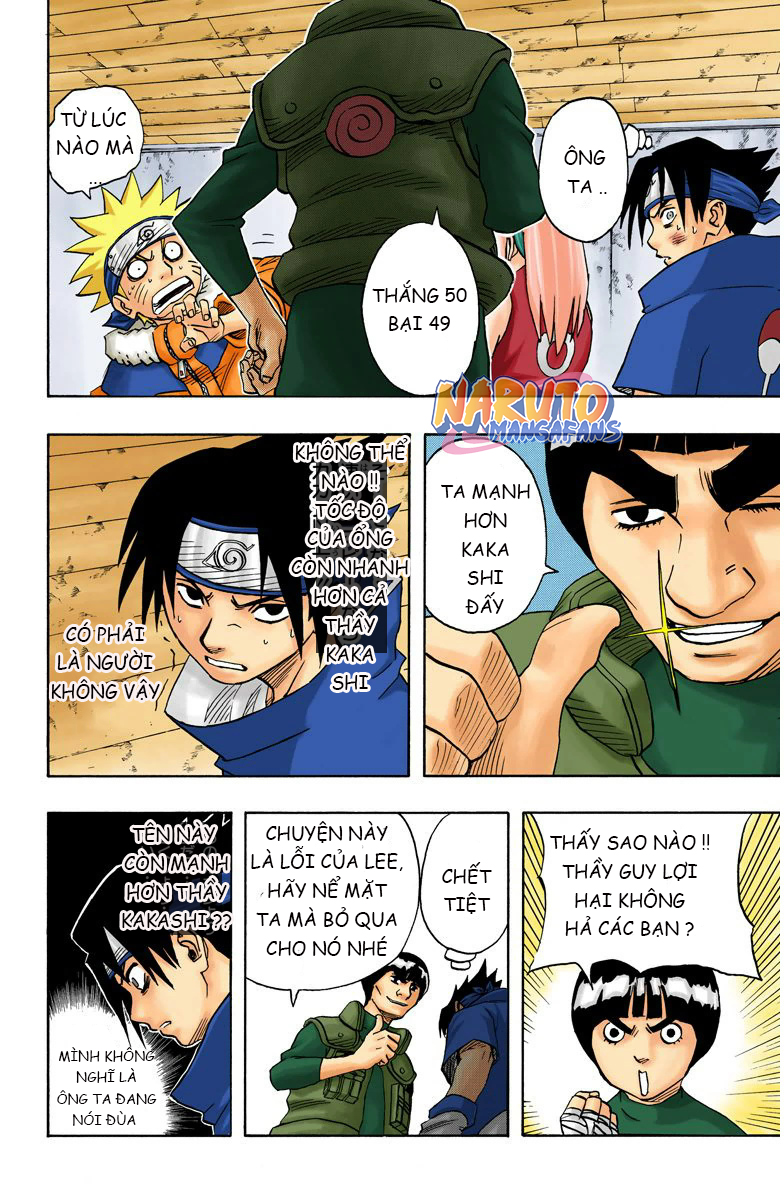 ÔNG
TA ..
THẮNG 50
BẠI 49
TỪ LÚC
NÀO MÀ
...
NARUTO
MANGAFANS
TA MẠNH
HƠN
KAKA
SHI
ĐẤY
KHÔNG THỂ
NÀO !!
TỐC ĐỘ
CỦA ỔNG
CÒN NHANH
HƠN CẢ
THẦY
KAKA
SHI
CÓ PHẢI
LÀ NGƯỜI
KHÔNG VẬY
THẤY SAO NÀO !!
THẦY GUY LỢI
HẠI KHÔNG
HẢ CÁC BẠN ?
CHẾT
TIỆT
CHUYỆN NÀY
LÀ LỖI CỦA LEE,
HÃY NỂ MẶT
TA MÀ BỎ QUA
CHO NÓ NHÉ
TÊN NÀY
CÒN MẠNH
HƠN THẦY
KAKASHI ??
MÌNH KHÔNG
NGHĨ LÀ
ÔNG TA ĐANG
NÓI ĐÙA